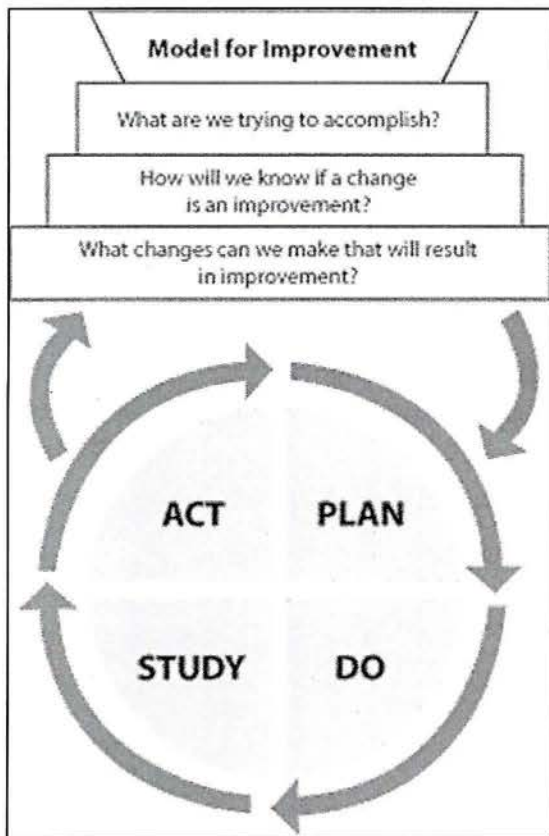 Model for Improvement
What are we trying to accomplish?
How will we know if a change
is an improvement?
What changes can we make that will result
in improvement?
ACT PLAN
STUDY DO